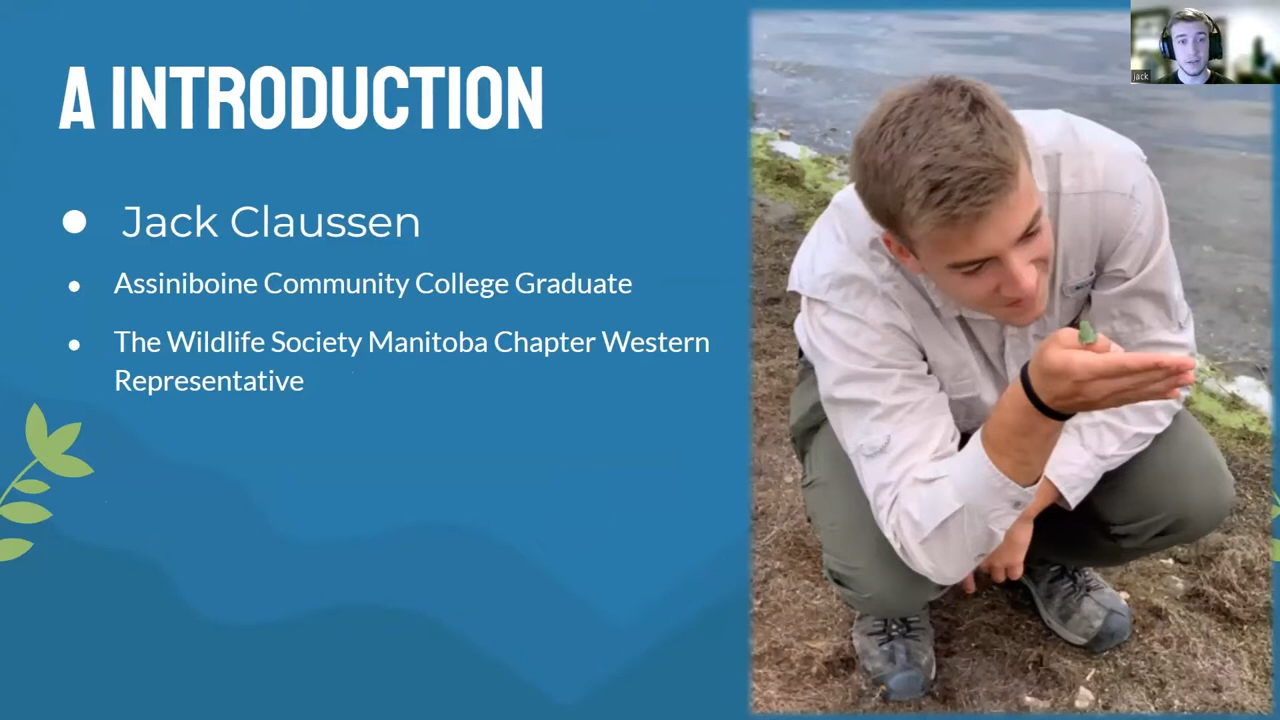 A INTRODUCTION
Jack Claussen
Assiniboine Community College Graduate
The Wildlife Society Manitoba Chapter Western
Representative
jack